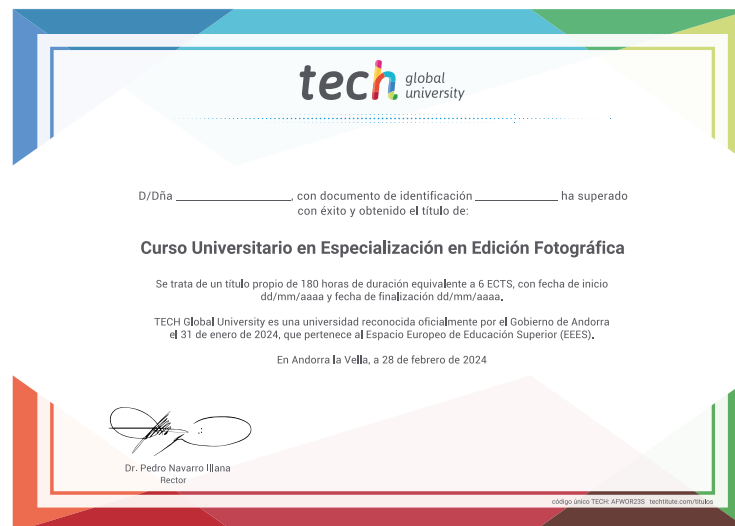 tech global university
D/Dña ____________________, con documento de identificación ______________ ha superado
con éxito y obtenido el título de:
Curso Universitario en Especialización en Edición Fotográfica
Se trata de un título propio de 180 horas de duración equivalente a 6 ECTS, con fecha de inicio
dd/mm/aaaa y fecha de finalización dd/mm/aaaa.
TECH Global University es una universidad reconocida oficialmente por el Gobierno de Andorra
el 31 de enero de 2024, que pertenece al Espacio Europeo de Educación Superior (EEES).
En Andorra la Vella, a 28 de febrero de 2024
Dr. Pedro Navarro Illana
Rector
código único TECH: AFWOR23S techtitute.com/titulos